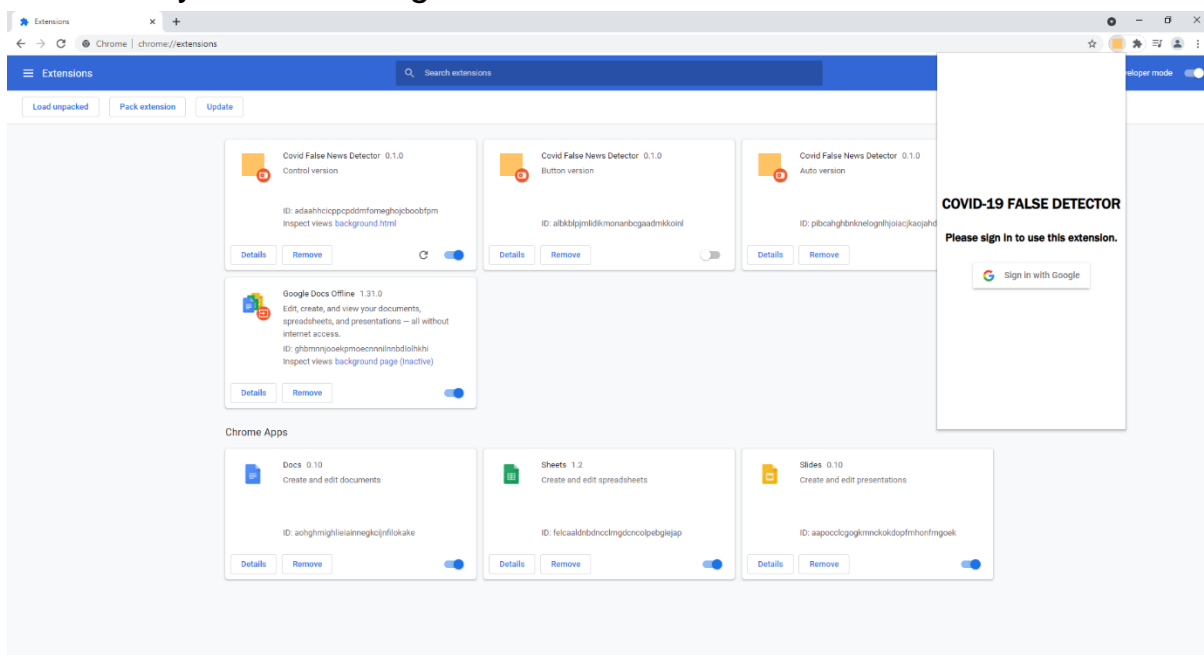 Extensions
Chrome | chrome://extensions
Extensions
Search extensions
mode
Load unpacked
Pack extension
Update
Covid False News Detector 0.1.0
Control version
ID: adaahhcicppcpddmfomeghojcboobfpm
Inspect views background.html
Details
Remove
Covid False News Detector 0.1.0
Button version
ID: albkblpjmlidikmonanbcgaadmkkoinl
Details
Remove
Covid False News Detector 0.1.0
Auto version
Details
Remove
COVID-19 FALSE DETECTOR
Please sign in to use this extension.
Sign in with Google
Google Docs Offline 1.31.0
Edit, create, and view your documents,
spreadsheets, and presentations — all without
internet access.
ID: ghbmnnjooekpmoecnnnilnnbdlolhkhi
Inspect views background page (Inactive)
Details
Remove
Chrome Apps
Docs 0.10
Create and edit documents
ID: aohghmighlieiainnegkcijnfilokake
Details
Remove
Sheets 1.2
Create and edit spreadsheets
ID: felcaaldnbdncclmgdcncolpebgiejap
Details
Remove
Slides 0.10
Create and edit presentations
ID: aapocclcgogkmnckokdopfmhonfmgoek
Details
Remove